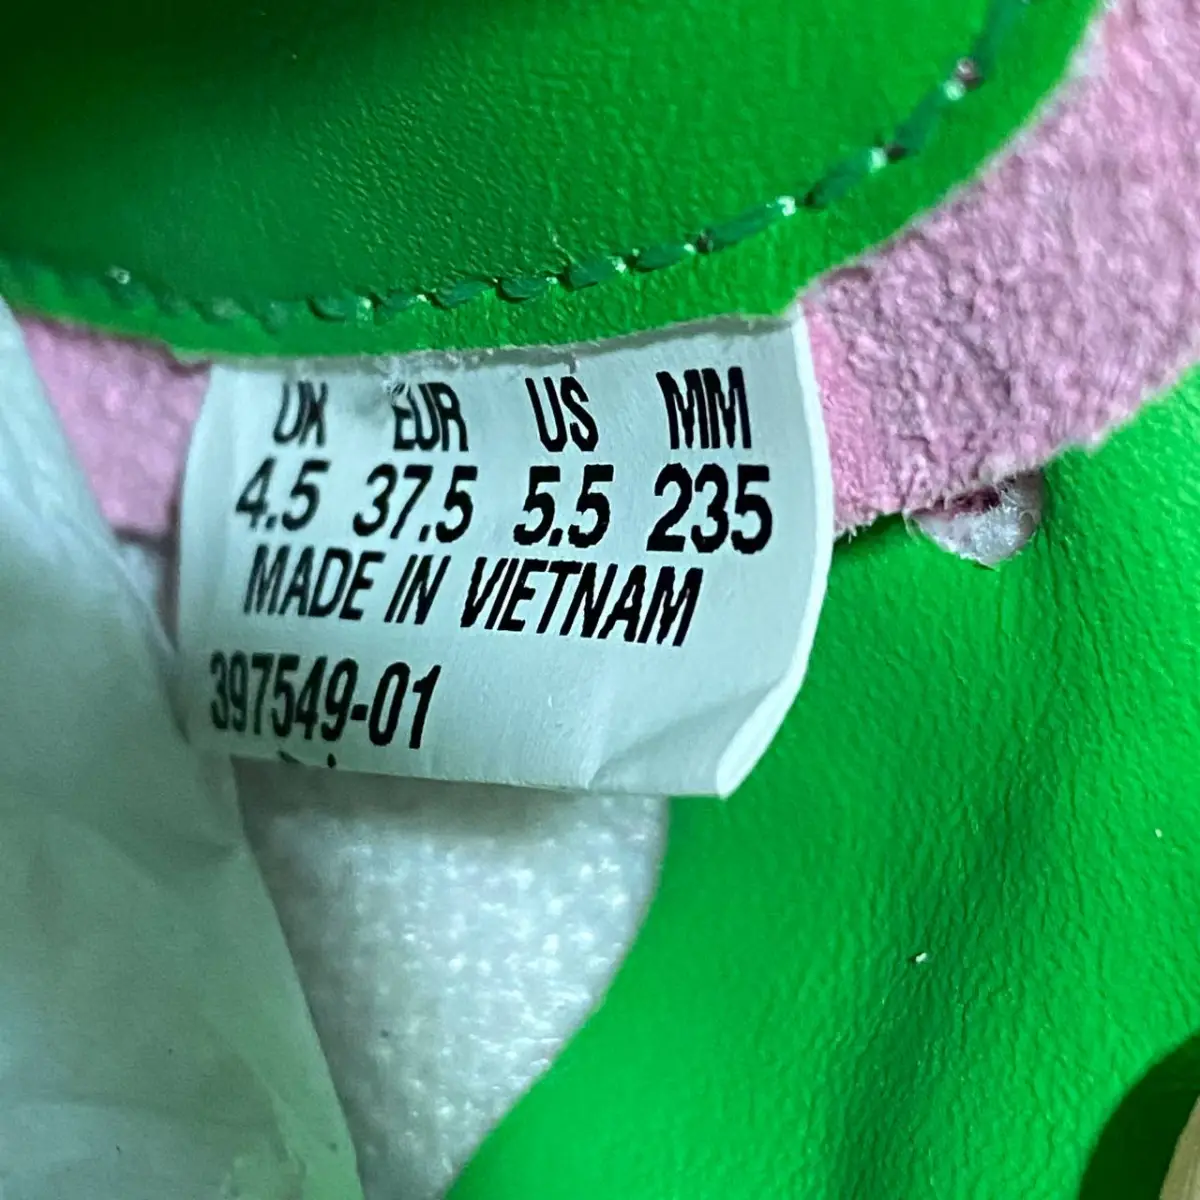 UK EUR US MM
4.5 37.5 5.5 235
MADE IN VIETNAM
397549-01